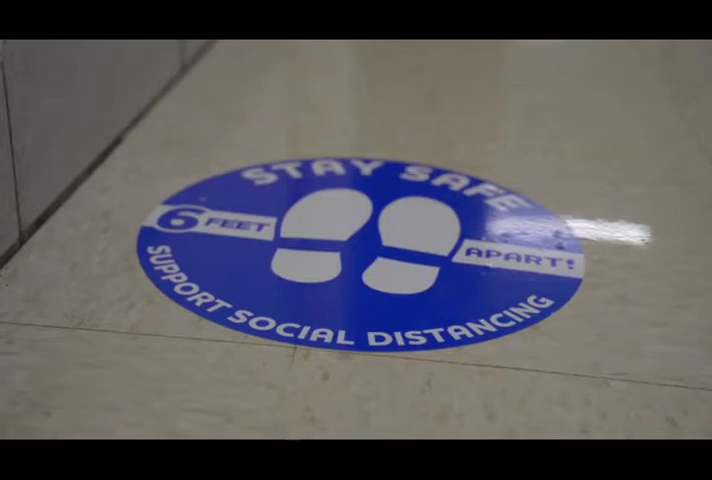 STAY SAFE
6 FEET APART!
SUPPORT SOCIAL DISTANCING